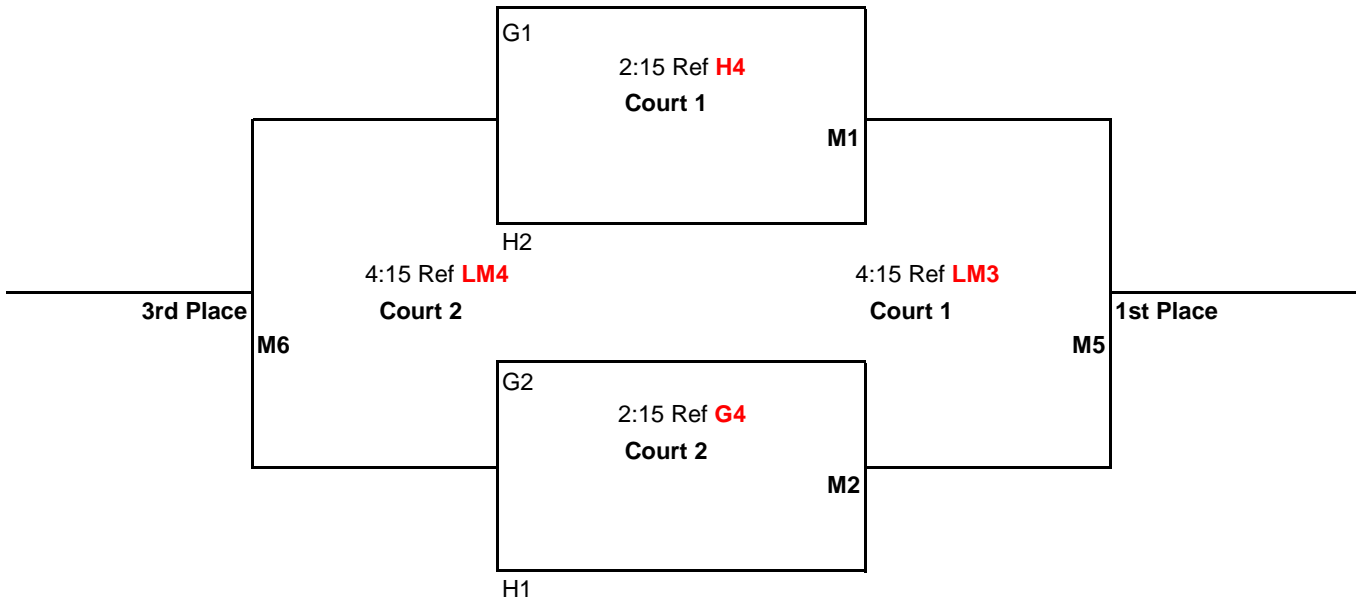 G1
2:15 Ref H4
Court 1
M1
H2
4:15 Ref LM4
Court 2
4:15 Ref LM3
Court 1
3rd Place
1st Place
M6
M5
G2
2:15 Ref G4
Court 2
M2
H1